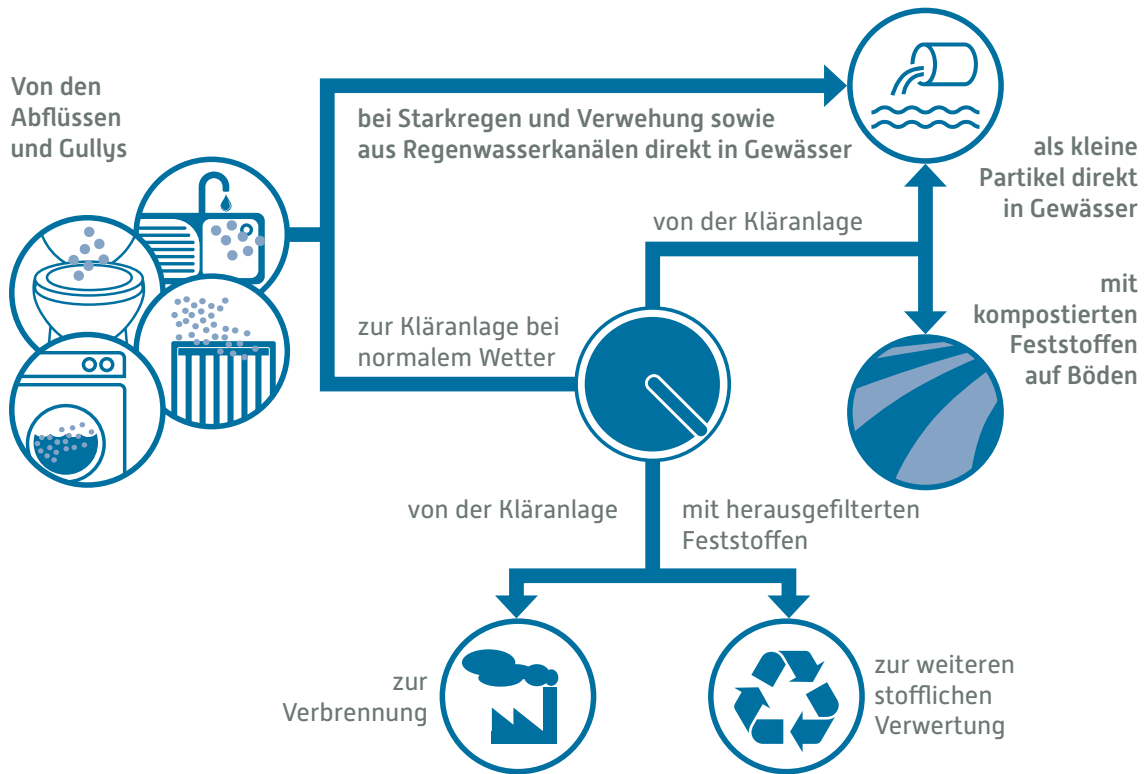 Von den
Abflüssen
und Gullys
bei Starkregen und Verwehung sowie
aus Regenwasserkanälen direkt in Gewässer
als kleine
Partikel direkt
in Gewässer
von der Kläranlage
zur Kläranlage bei
normalem Wetter
mit
kompostierten
Feststoffen
auf Böden
von der Kläranlage
mit herausgefilterten
Feststoffen
zur
Verbrennung
zur weiteren
stofflichen
Verwertung